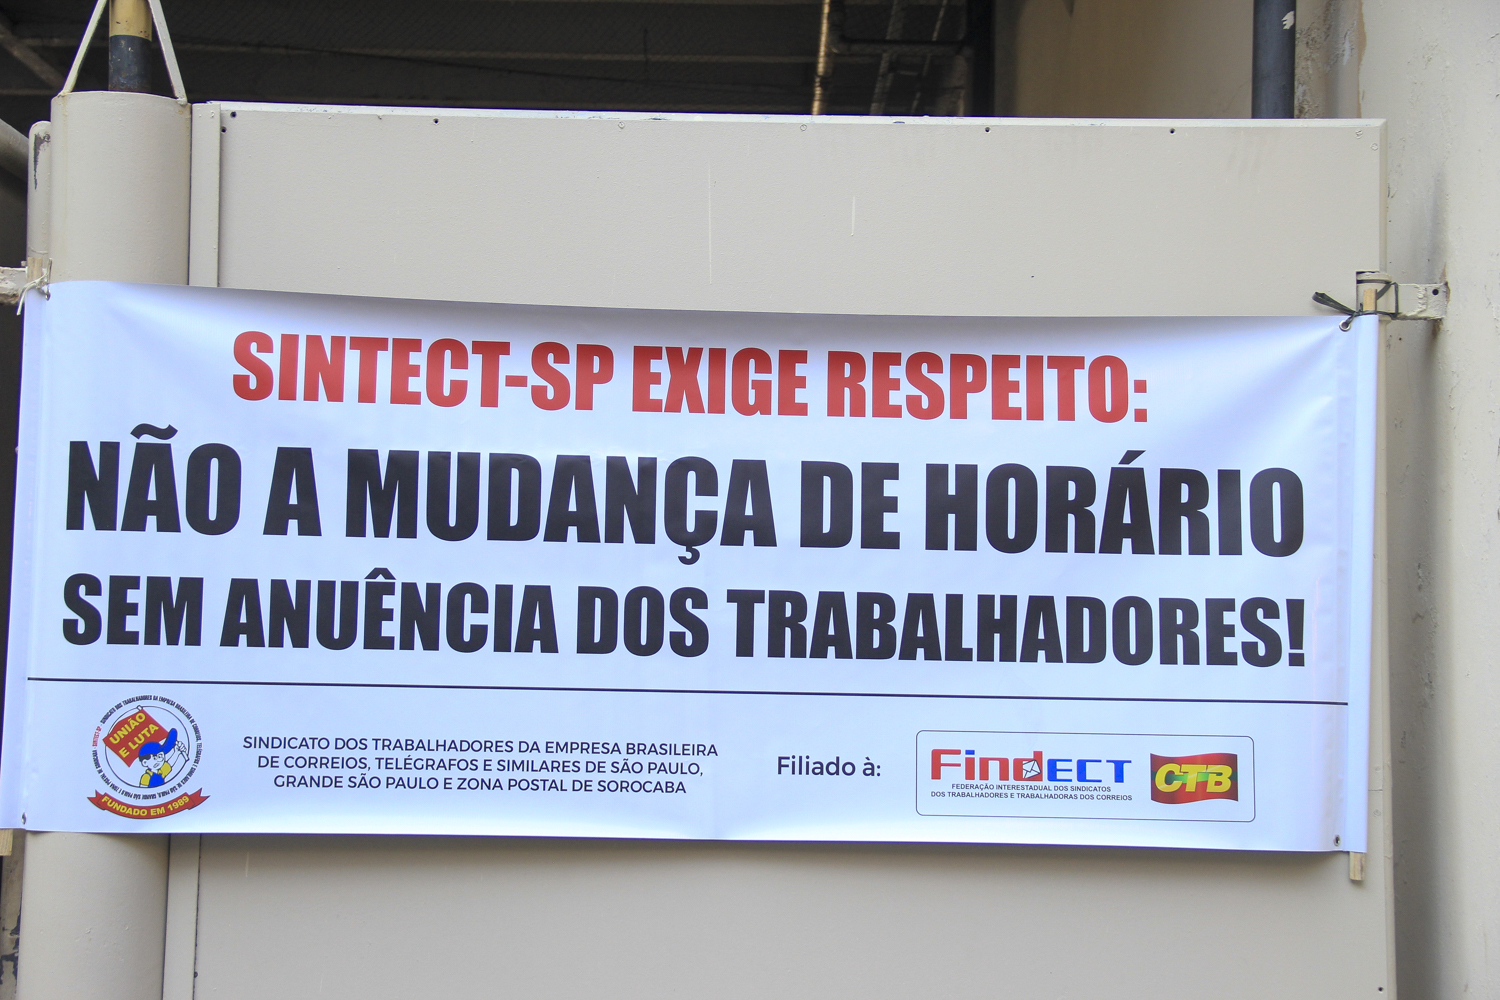 SINTECT-SP EXIGE RESPEITO:
NÃO A MUDANÇA DE HORÁRIO
SEM ANUÊNCIA DOS TRABALHADORES!
UNIÃO
E LUTA
FUNDADO EM 1989
SINDICATO DOS TRABALHADORES DA EMPRESA BRASILEIRA
DE CORREIOS, TELÉGRAFOS E SIMILARES DE SÃO PAULO,
GRANDE SÃO PAULO E ZONA POSTAL DE SOROCABA
Filiado à:
FindECT
FEDERAÇÃO INTERESTADUAL DOS SINDICATOS
DOS TRABALHADORES E TRABALHADORAS DOS CORREIOS
CTB